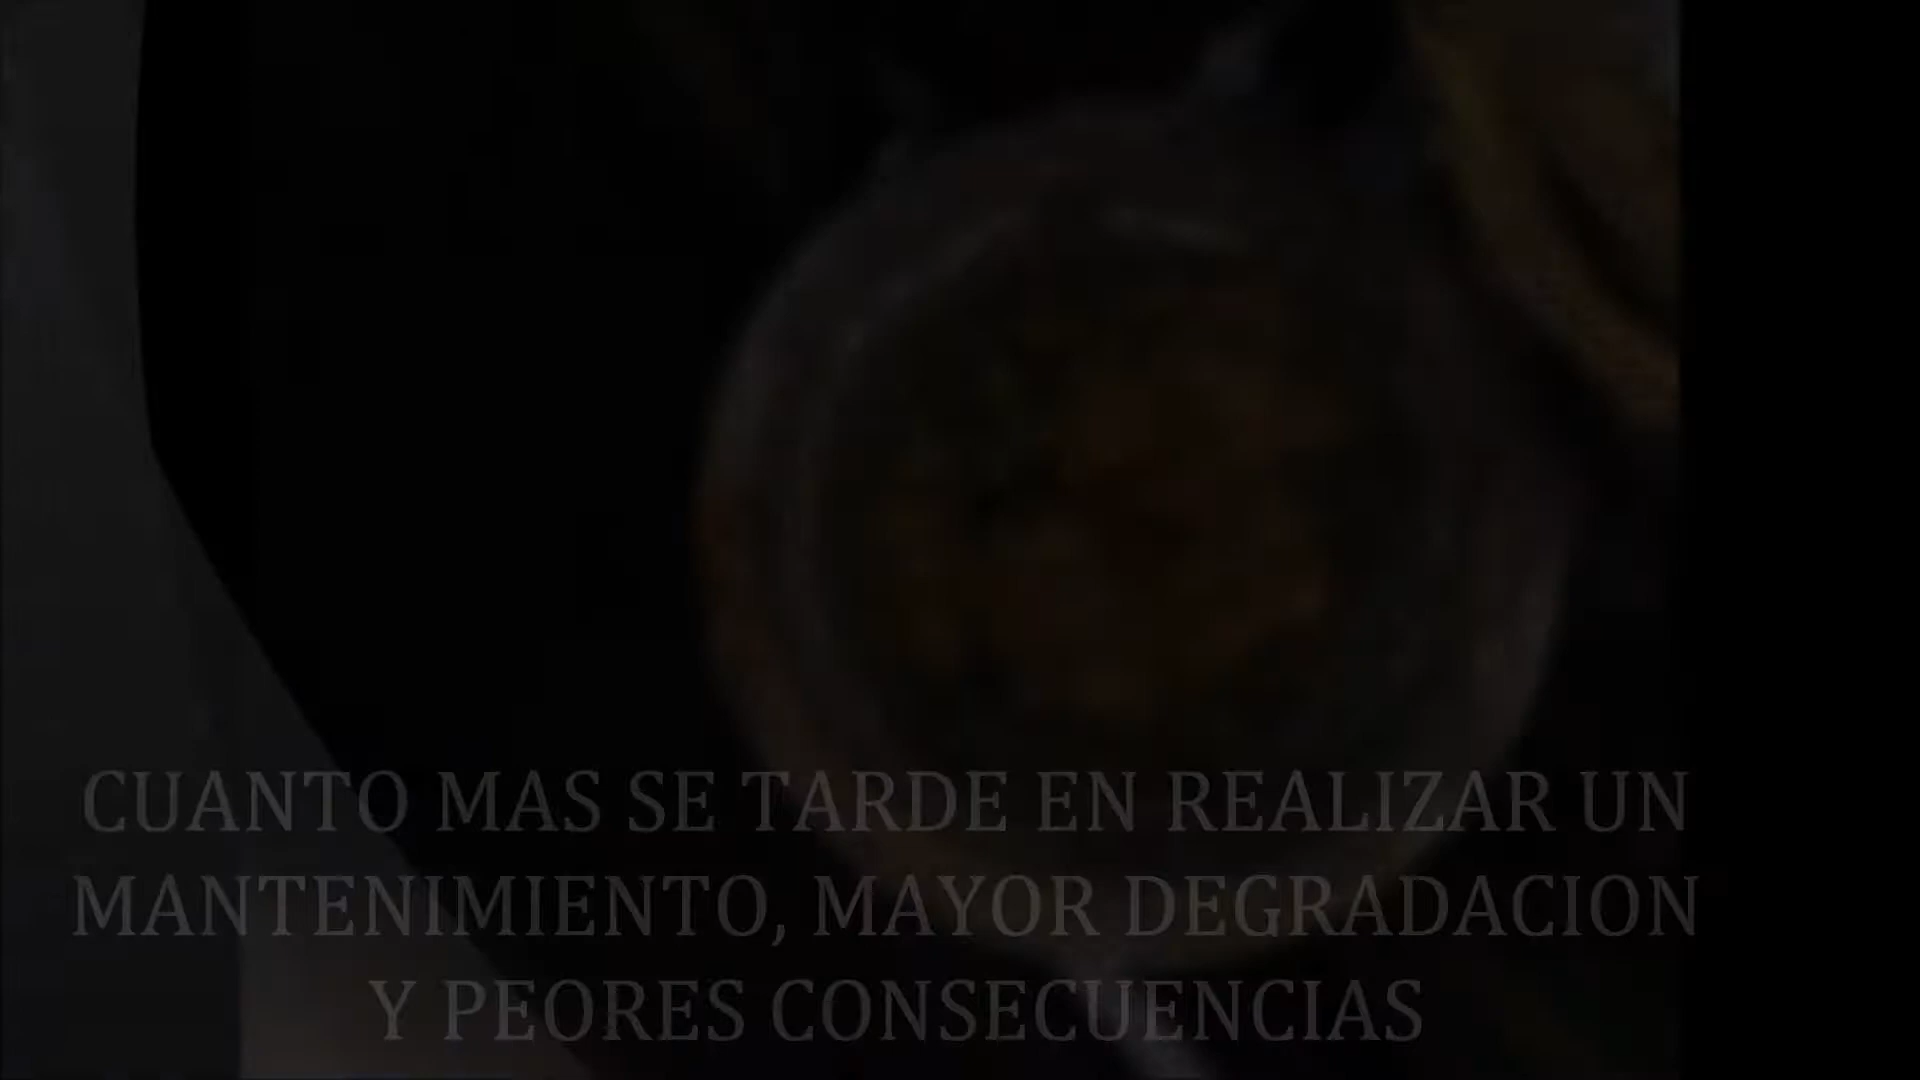 CUANTO MAS SE TARDE EN REALIZAR UN
MANTENIMIENTO, MAYOR DEGRADACION
Y PEORES CONSECUENCIAS